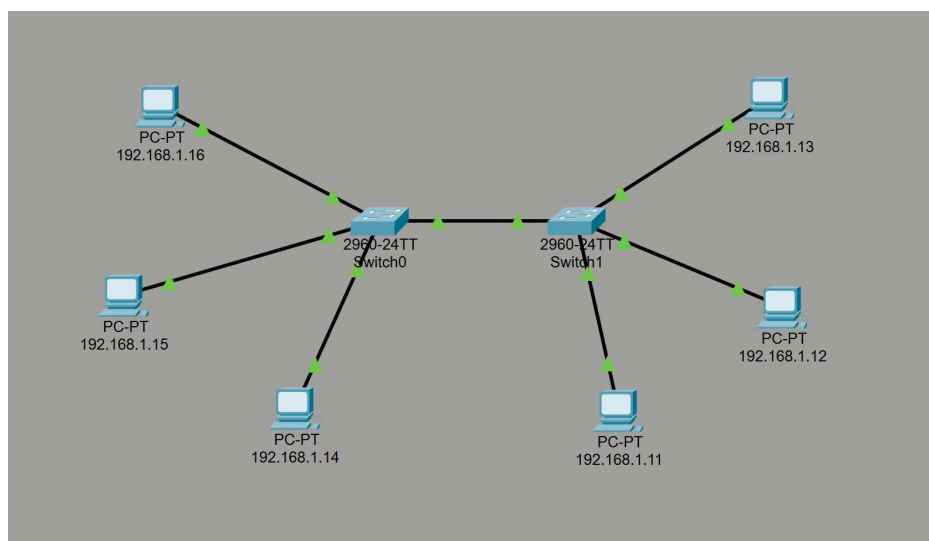 PC-PT
192.168.1.16
PC-PT
192.168.1.13
2960-24TT
Switch0
2960-24TT
Switch1
PC-PT
192.168.1.15
PC-PT
192.168.1.12
PC-PT
192.168.1.14
PC-PT
192.168.1.11